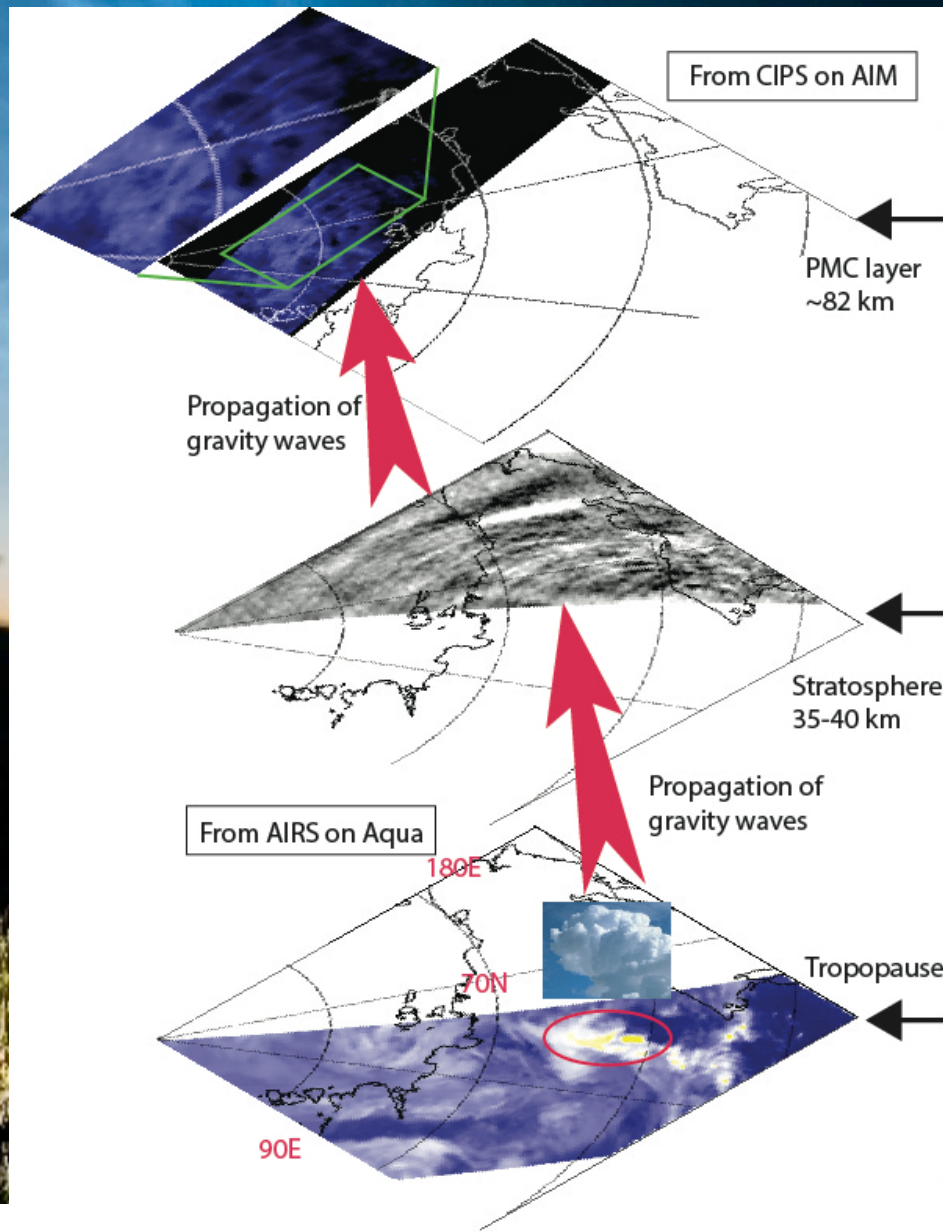 From CIPS on AIM
PMC layer
~82 km
Propagation of
gravity waves
Stratosphere
35-40 km
Propagation of
gravity waves
From AIRS on Aqua
180E
Tropopause
70N
90E